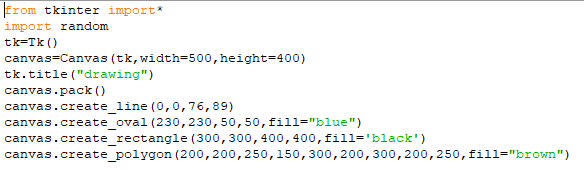 from tkinter import*
import random
tk=Tk()
canvas=Canvas(tk,width=500,height=400)
tk.title("drawing")
canvas.pack()
canvas.create_line(0,0,76,89)
canvas.create_oval(230,230,50,50,fill="blue")
canvas.create_rectangle(300,300,400,400,fill='black')
canvas.create_polygon(200,200,250,150,300,200,300,200,250,fill="brown")